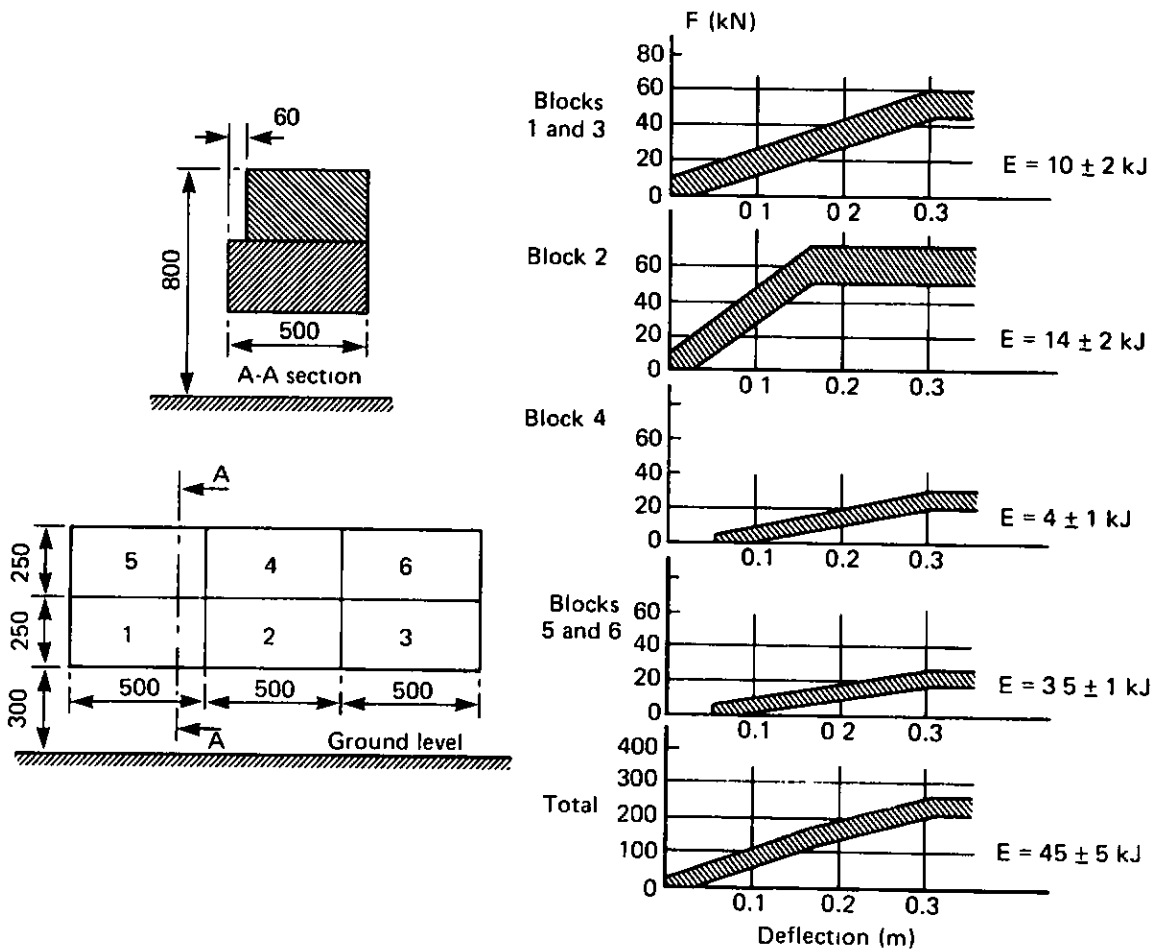 60
800
500
A-A section
A
5 4 6
1 2 3
250
250
300
500 500 500
A
Ground level
F (kN)
Blocks
1 and 3
80
60
40
20
0
0 1 0 2 0.3
E = 10 ± 2 kJ
Block 2
60
40
20
0
0 1 0 2 0.3
E = 14 ± 2 kJ
Block 4
60
40
20
0
0.1 0.2 0.3
E = 4 ± 1 kJ
Blocks
5 and 6
60
40
20
0
0.1 0 2 0.3
E = 3 5 ± 1 kJ
Total
400
300
200
100
0
0.1 0.2 0.3
E = 45 ± 5 kJ
Deflection (m)